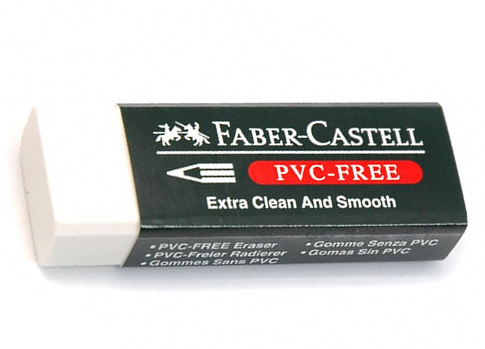 FABER-CASTELL
PVC-FREE
Extra Clean And Smooth
• PVC-FREE Eraser
• PVC-Freier Radierer
• Gommes Sans PVC
• Gomme Senza PVC
• Gomas Sin PVC